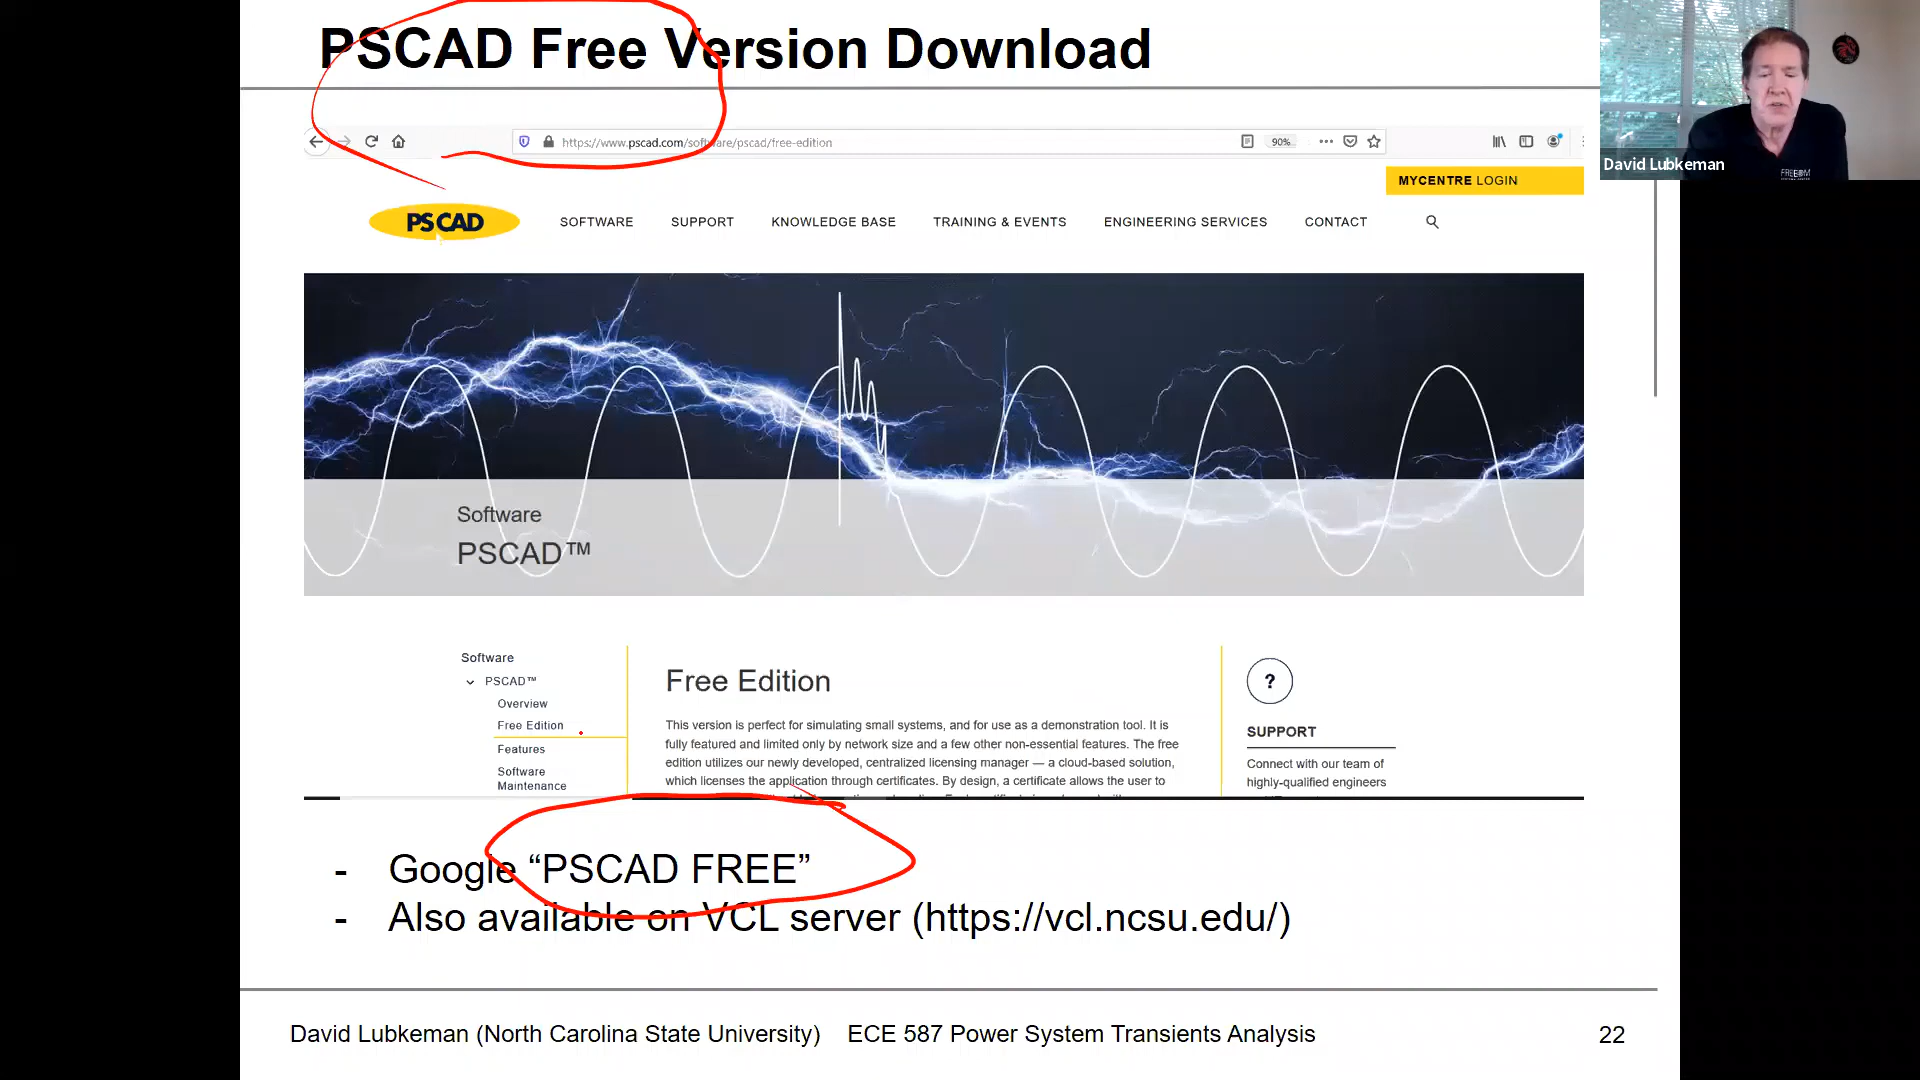 PSCAD Free Version Download
https://www.pscad.com/software/pscad/free-edition
90%
MYCENTRE LOGIN
PSCAD
SOFTWARE SUPPORT KNOWLEDGE BASE TRAINING & EVENTS ENGINEERING SERVICES CONTACT
David Lubkeman
FREEDM
Software
PSCAD™
Software
PSCAD™
Overview
Free Edition
Features
Software
Maintenance
Free Edition
This version is perfect for simulating small systems, and for use as a demonstration tool. It is
fully featured and limited only by network size and a few other non-essential features. The free
edition utilizes our newly developed, centralized licensing manager — a cloud-based solution,
which licenses the application through certificates. By design, a certificate allows the user to
?
SUPPORT
Connect with our team of
highly-qualified engineers
- Google “PSCAD FREE”
- Also available on VCL server (https://vcl.ncsu.edu/)
David Lubkeman (North Carolina State University) ECE 587 Power System Transients Analysis 22